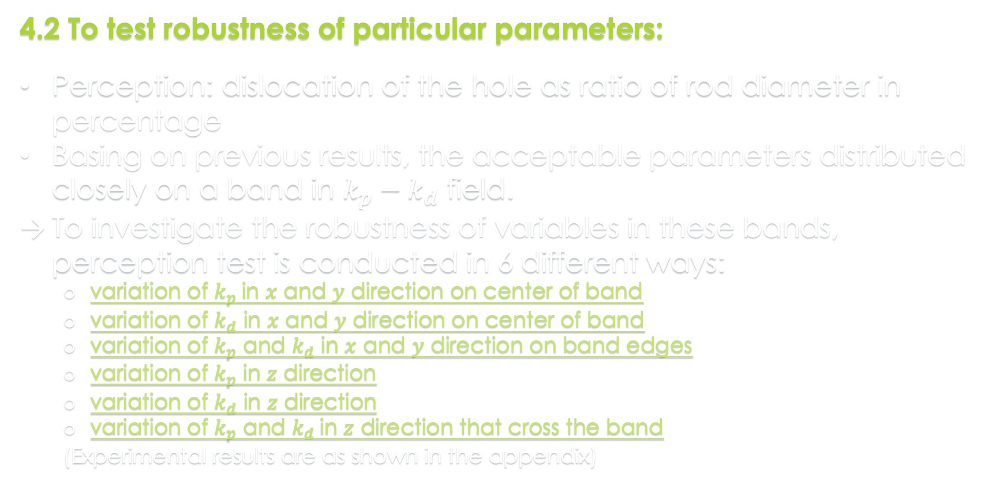 4.2 To test robustness of particular parameters:
• Perception: dislocation of the hole as ratio of rod diameter in
percentage
• Basing on previous results, the acceptable parameters distributed
closely on a band in k_p − k_d field.
→ To investigate the robustness of variables in these bands,
perception test is conducted in 6 different ways:
○ variation of k_p in x and y direction on center of band
○ variation of k_d in x and y direction on center of band
○ variation of k_p and k_d in x and y direction on band edges
○ variation of k_p in z direction
○ variation of k_d in z direction
○ variation of k_p and k_d in z direction that cross the band
(Experimental results are as shown in the appendix)